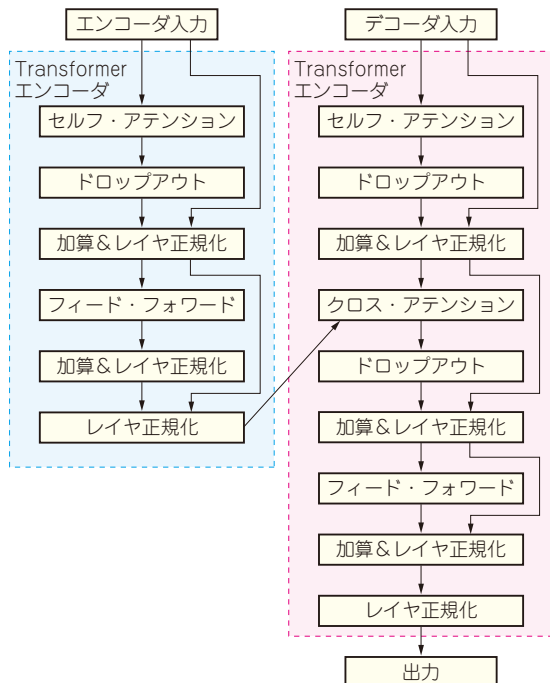 エンコーダ入力
Transformer
エンコーダ
セルフ・アテンション
ドロップアウト
加算＆レイヤ正規化
フィード・フォワード
加算＆レイヤ正規化
レイヤ正規化
デコーダ入力
Transformer
エンコーダ
セルフ・アテンション
ドロップアウト
加算＆レイヤ正規化
クロス・アテンション
ドロップアウト
加算＆レイヤ正規化
フィード・フォワード
加算＆レイヤ正規化
レイヤ正規化
出力